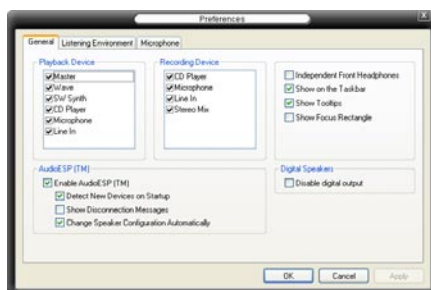 Preferences
General Listening Environment Microphone
Playback Device
Master
Wave
SW Synth
CD Player
Microphone
Line In
Recording Device
CD Player
Microphone
Line In
Stereo Mix
Independent Front Headphones
Show on the Taskbar
Show Tooltips
Show Focus Rectangle
AudioESP (TM)
Enable AudioESP (TM)
Detect New Devices on Startup
Show Disconnection Messages
Change Speaker Configuration Automatically
Digital Speakers
Disable digital output
OK Cancel Apply